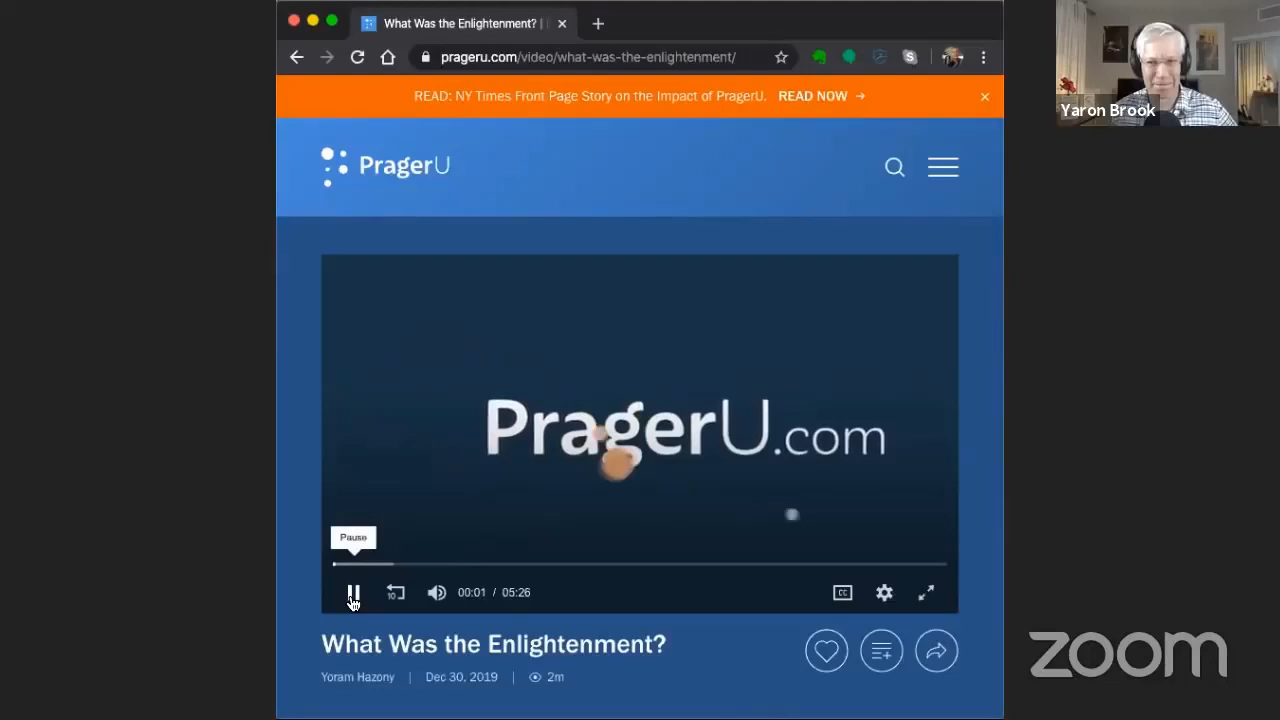 What Was the Enlightenment? |
prageru.com/video/what-was-the-enlightenment/
READ: NY Times Front Page Story on the Impact of PragerU. READ NOW →
Yaron Brook
PragerU
PragerU.com
Pause
10
00:01 / 05:26
CC
What Was the Enlightenment?
Yoram Hazony | Dec 30, 2019 | 2m
zoom